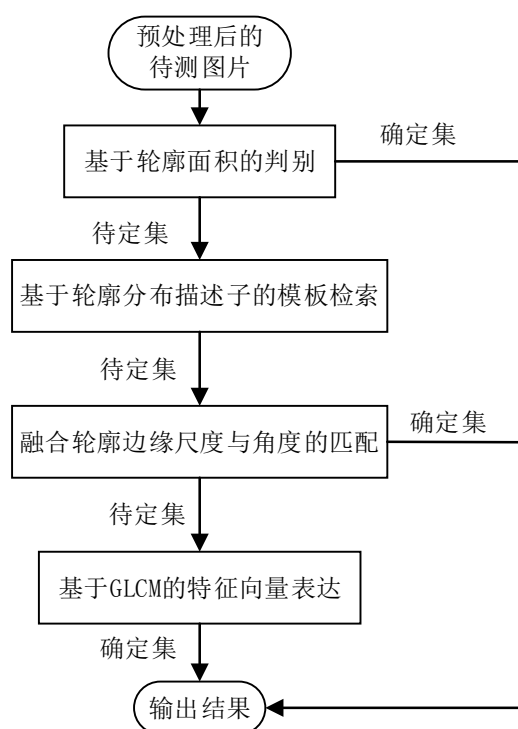 预处理后的
待测图片
确定集
基于轮廓面积的判别
待定集
基于轮廓分布描述子的模板检索
待定集
确定集
融合轮廓边缘尺度与角度的匹配
待定集
基于GLCM的特征向量表达
确定集
输出结果